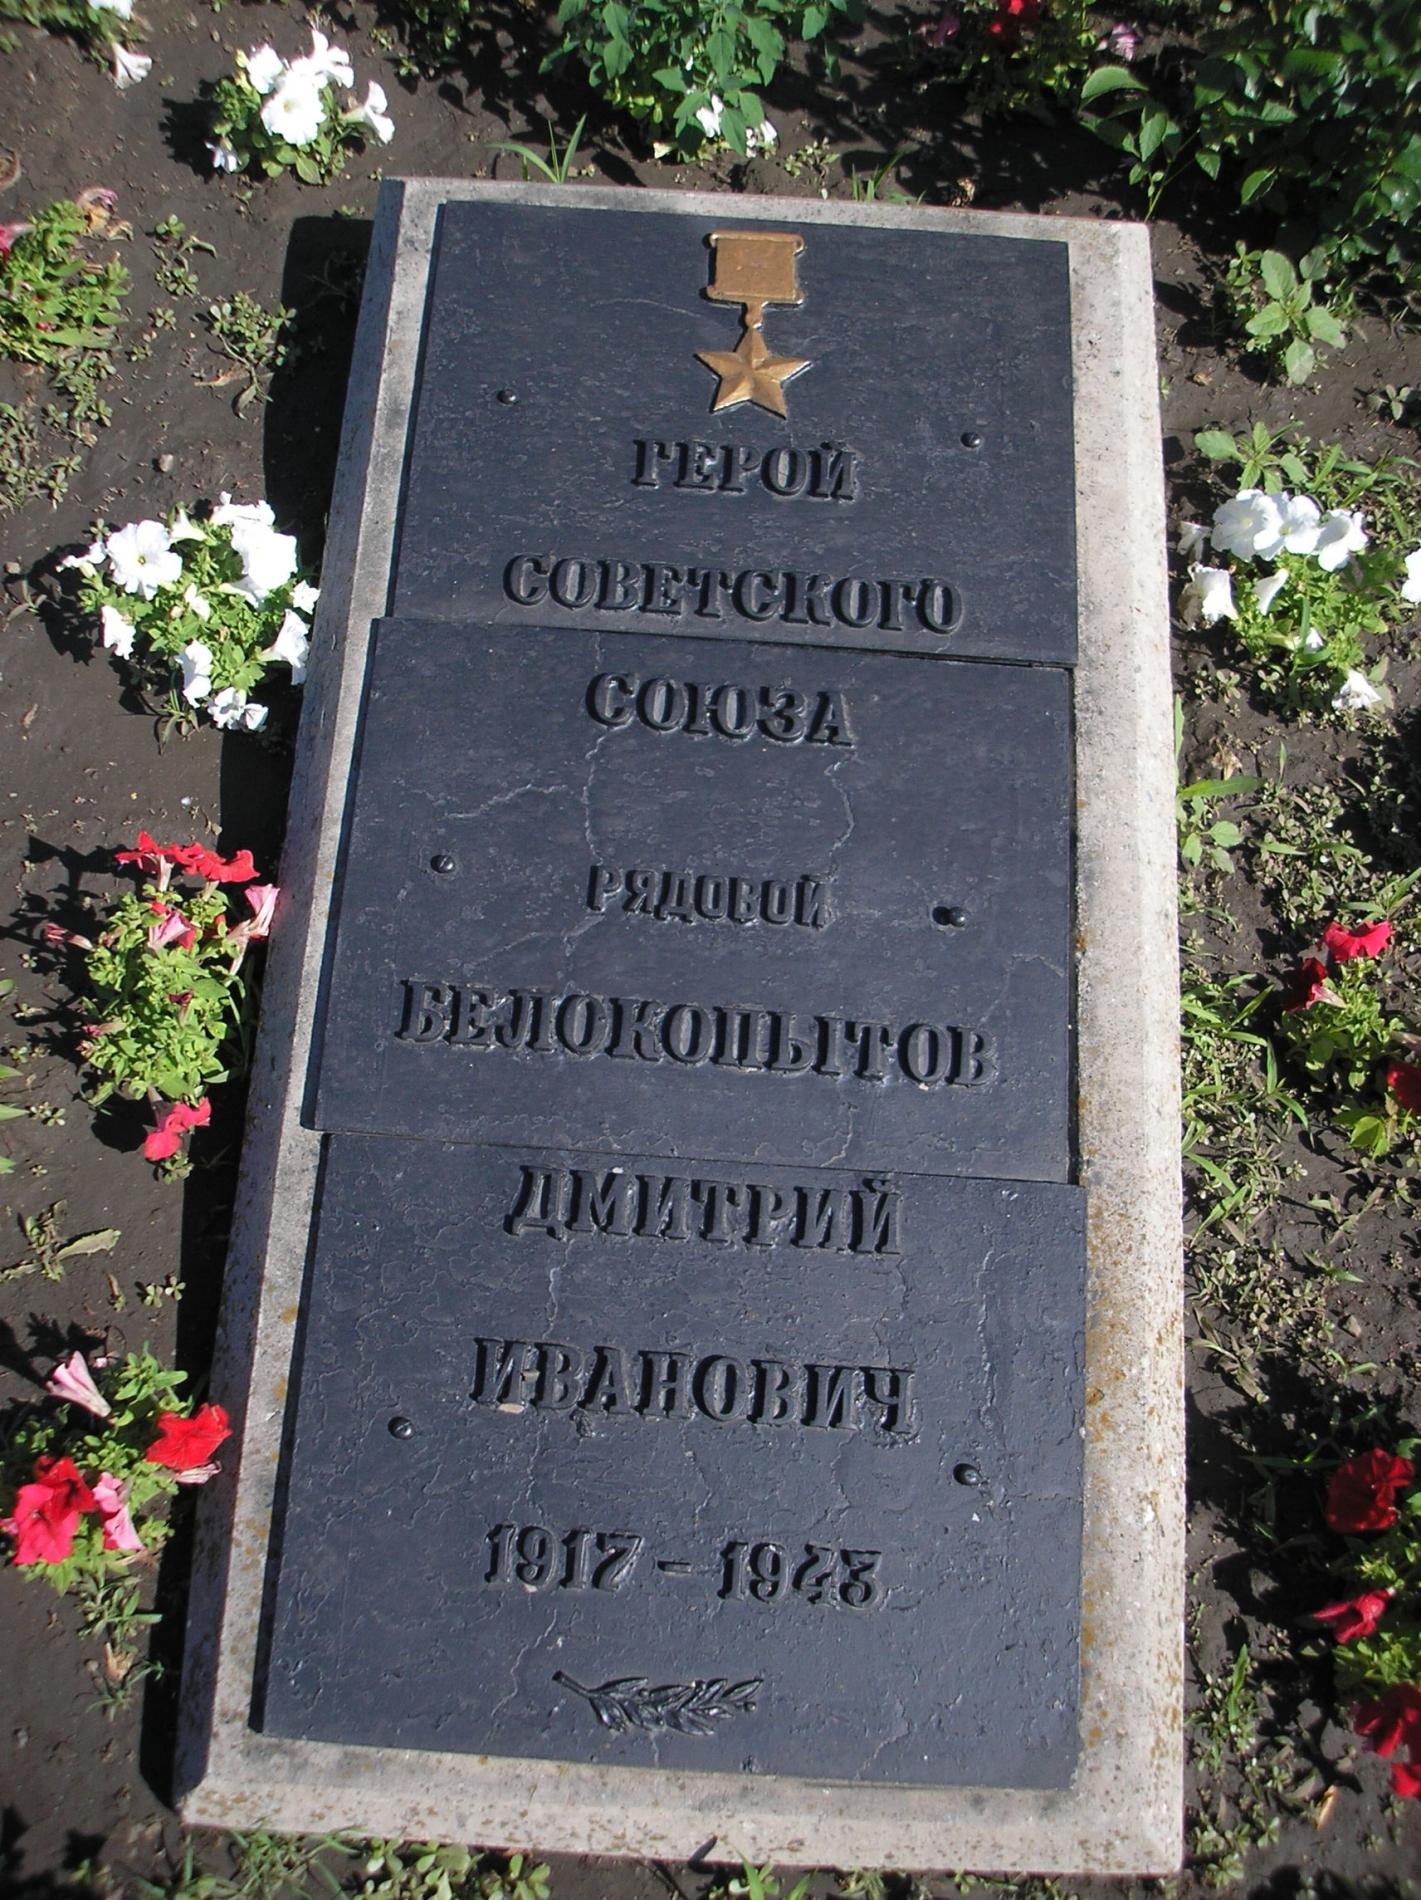 ГЕРОЙ
СОВЕТСКОГО
СОЮЗА
РЯДОВОЙ
БЕЛОКОПЫТОВ
ДМИТРИЙ
ИВАНОВИЧ
1917 - 1943